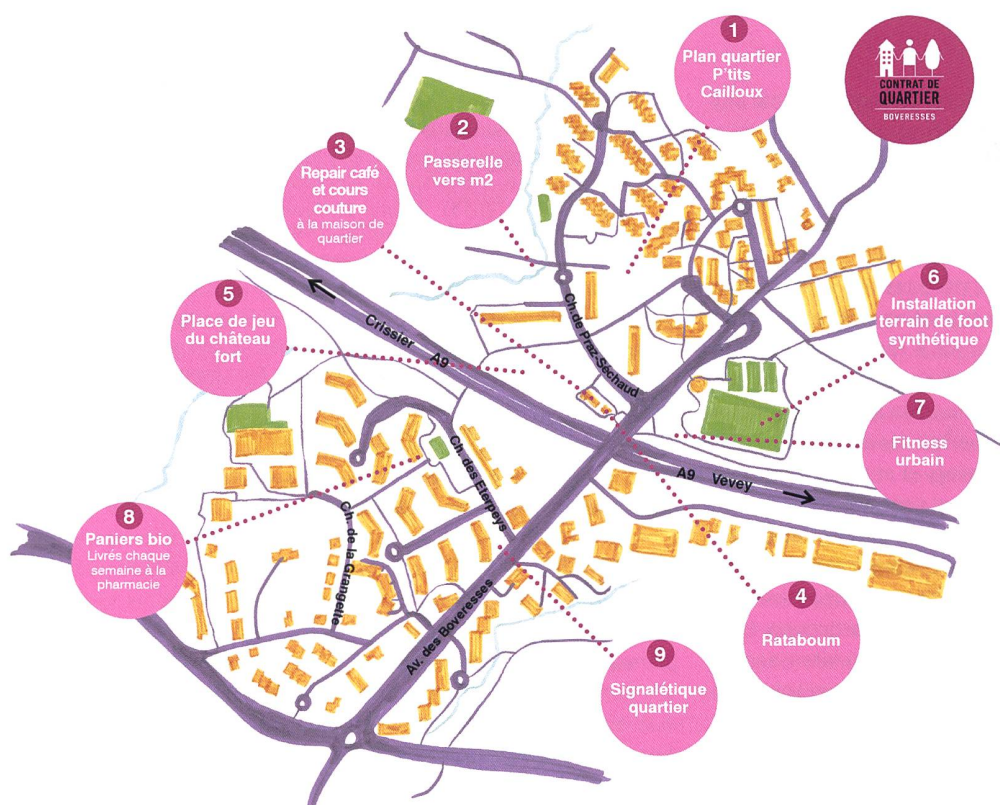 1
Plan quartier
P'tits
Cailloux
CONTRAT DE
QUARTIER
BOVERESSES
2
Passerelle
vers m2
3
Repair café
et cours
couture
à la maison de
quartier
5
Place de jeu
du château
fort
6
Installation
terrain de foot
synthétique
7
Fitness
urbain
8
Paniers bio
Livrés chaque
semaine à la
pharmacie
4
Rataboum
9
Signalétique
quartier
Crissier A9
Ch.de Praz-Séchaud
A9 Vevey
Ch. des Eterpeys
Ch. de la Grangette
Av. des Boveresses